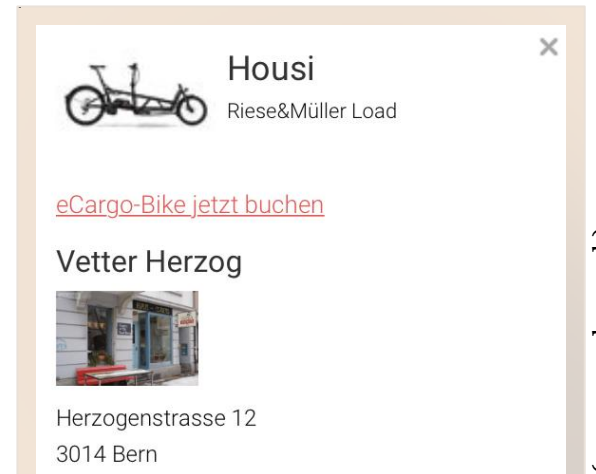 Housi
Riese&Müller Load
eCargo-Bike jetzt buchen
Vetter Herzog
Herzogenstrasse 12
3014 Bern